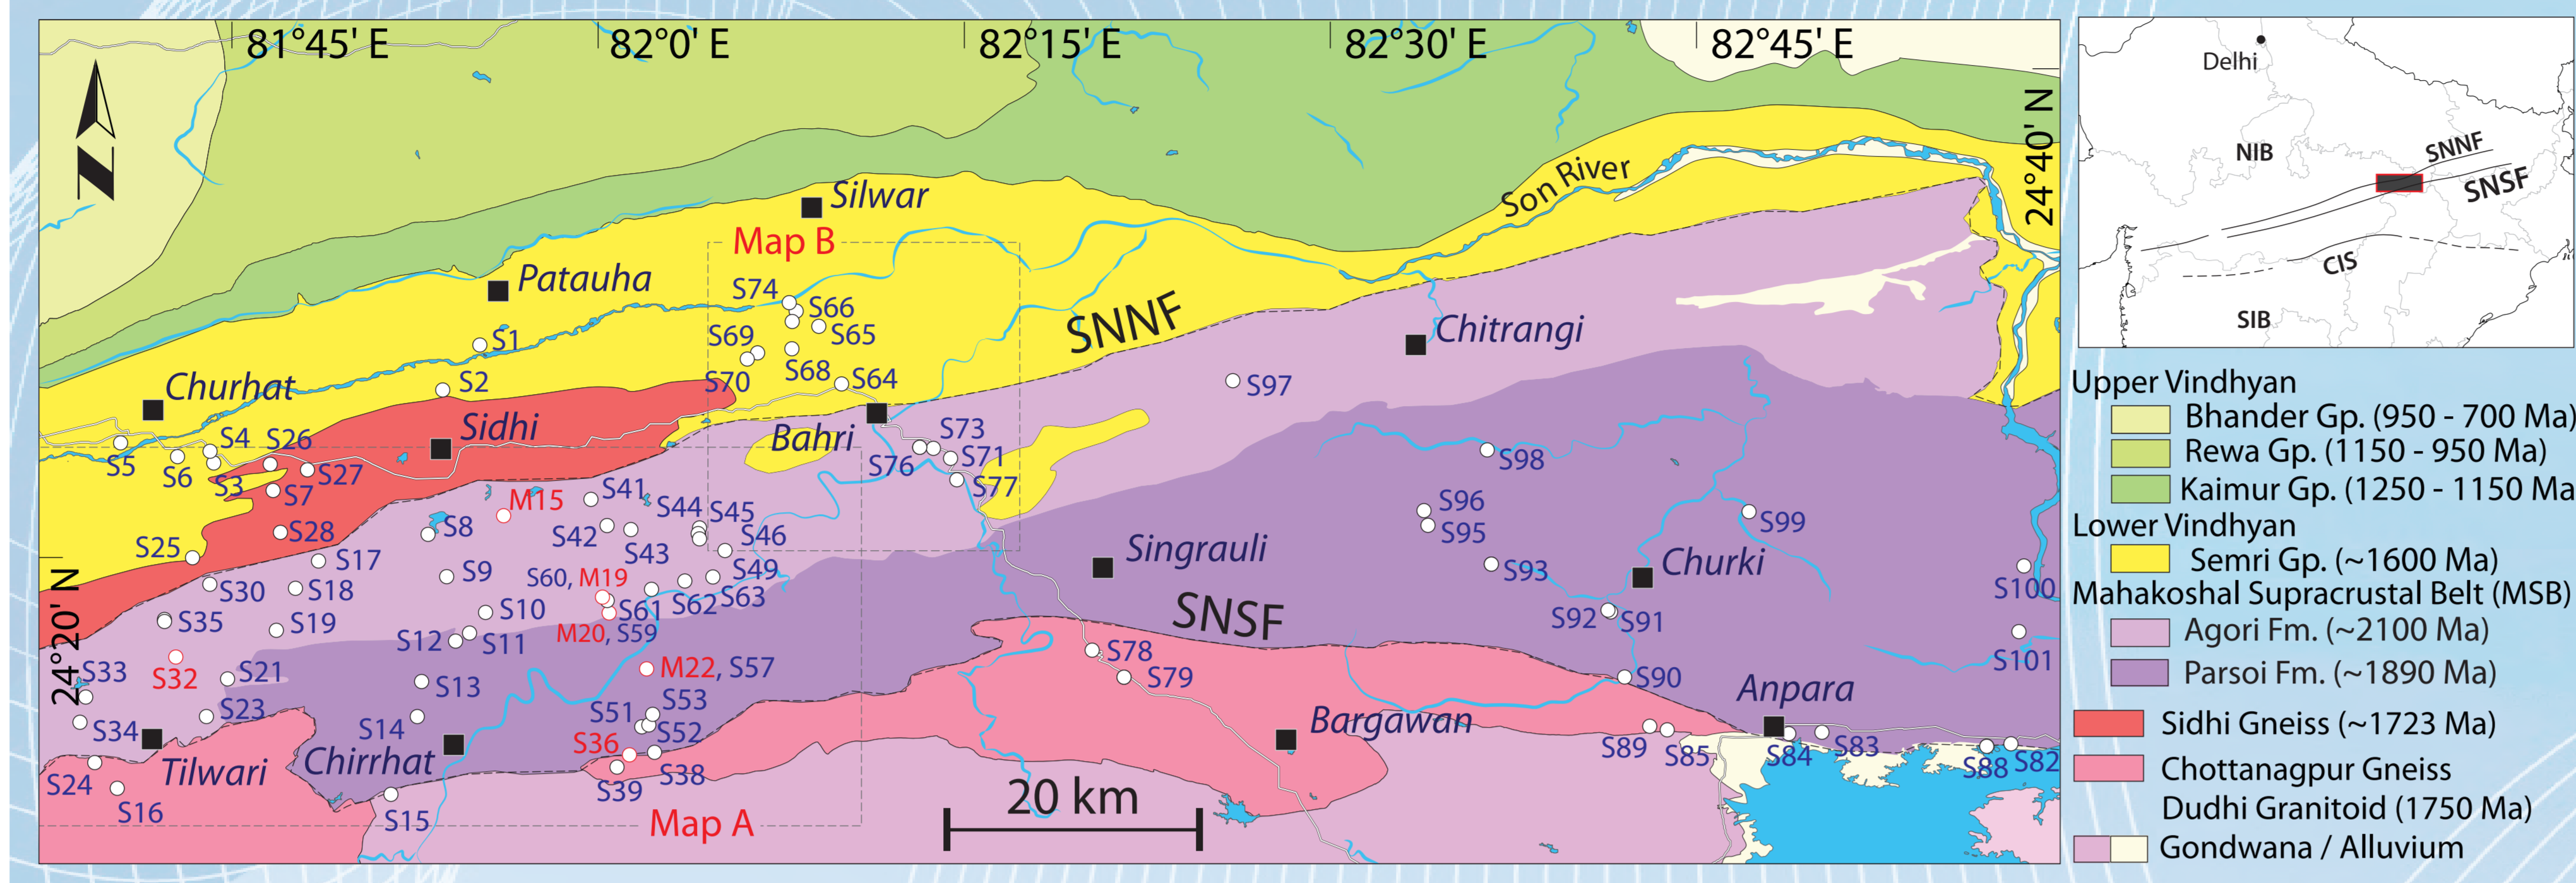 81°45' E
82°0' E
82°15' E
82°30' E
82°45' E
24°40' N
24°20' N
N
Silwar
Map B
Patauha
Son River
SNNF
Chitrangi
Churhat
Sidhi
Bahri
Singrauli
SNSF
Churki
Anpara
Bargawan
Tilwari
Chirrhat
Map A
20 km
S74
S66
S65
S69
S68
S70
S64
S1
S2
S97
S4
S26
S5
S6
S3
S27
S7
S28
S25
M15
S41
S8
S42
S43
S44
S45
S46
S73
S76
S71
S77
S98
S96
S95
S93
S99
S92
S91
S100
S101
S17
S30
S18
S9
S60, M19
S49
S35
S19
S10
S61
S62
S63
M20, S59
S12
S11
S33
S32
S21
S13
M22, S57
S78
S79
S90
S34
S23
S14
S51
S53
S52
S36
S38
S39
S24
S16
S15
S89
S85
S84
S83
S88
S82
Delhi
NIB
SNNF
SNSF
CIS
SIB
Upper Vindhyan
Bhander Gp. (950 - 700 Ma)
Rewa Gp. (1150 - 950 Ma)
Kaimur Gp. (1250 - 1150 Ma
Lower Vindhyan
Semri Gp. (~1600 Ma)
Mahakoshal Supracrustal Belt (MSB)
Agori Fm. (~2100 Ma)
Parsoi Fm. (~1890 Ma)
Sidhi Gneiss (~1723 Ma)
Chottanagpur Gneiss
Dudhi Granitoid (1750 Ma)
Gondwana / Alluvium